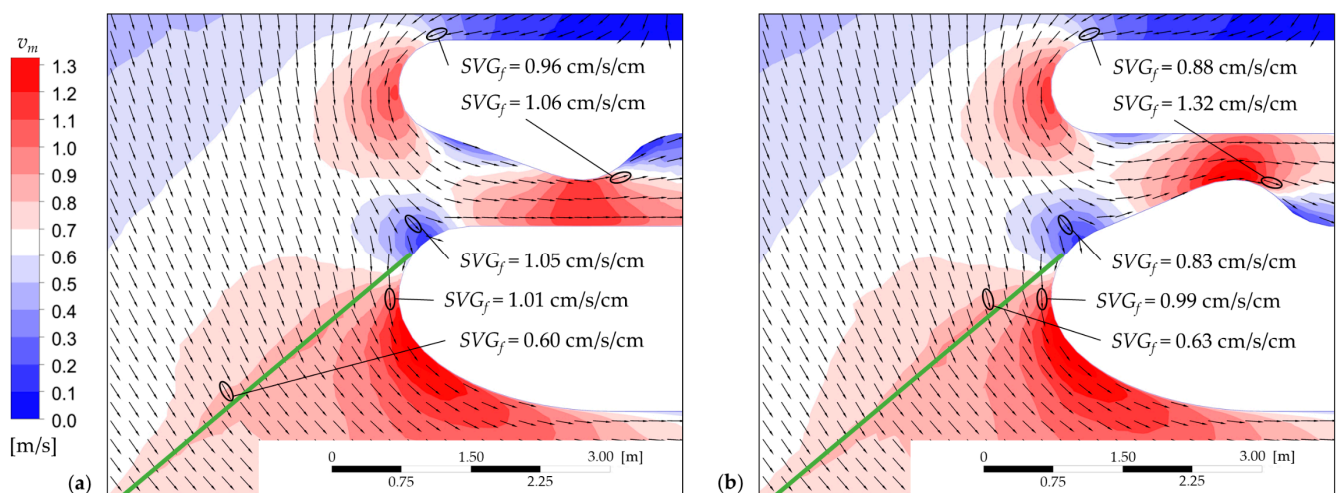 v_m
1.3
1.2
1.1
1.0
0.9
0.8
0.7
0.6
0.5
0.4
0.3
0.2
0.1
0.0
[m/s]
SVG_f = 0.96 cm/s/cm
SVG_f = 1.06 cm/s/cm
SVG_f = 1.05 cm/s/cm
SVG_f = 1.01 cm/s/cm
SVG_f = 0.60 cm/s/cm
0 1.50 3.00 [m]
0.75 2.25
(a)
SVG_f = 0.88 cm/s/cm
SVG_f = 1.32 cm/s/cm
SVG_f = 0.83 cm/s/cm
SVG_f = 0.99 cm/s/cm
SVG_f = 0.63 cm/s/cm
0 1.50 3.00 [m]
0.75 2.25
(b)